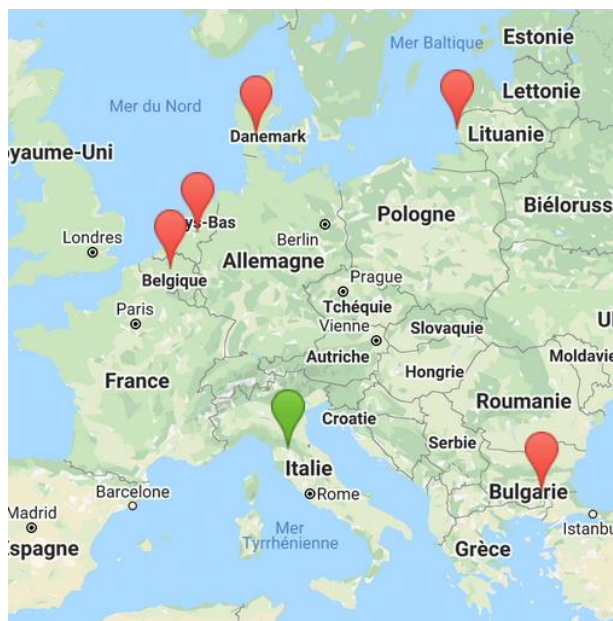 Estonie
Mer Baltique
Lettonie
Mer du Nord
Danemark
Lituanie
oyaume-Uni
Biéloruss
ys-Bas
Pologne
Londres
Berlin
Allemagne
Belgique
Prague
Paris
Tchéquie
Vienne
Slovaquie
U
Autriche
Moldavie
Hongrie
France
Roumanie
Croatie
Serbie
Italie
Barcelone
Rome
Bulgarie
Madrid
Istanbu
Mer
Tyrrhénienne
Espagne
Grèce